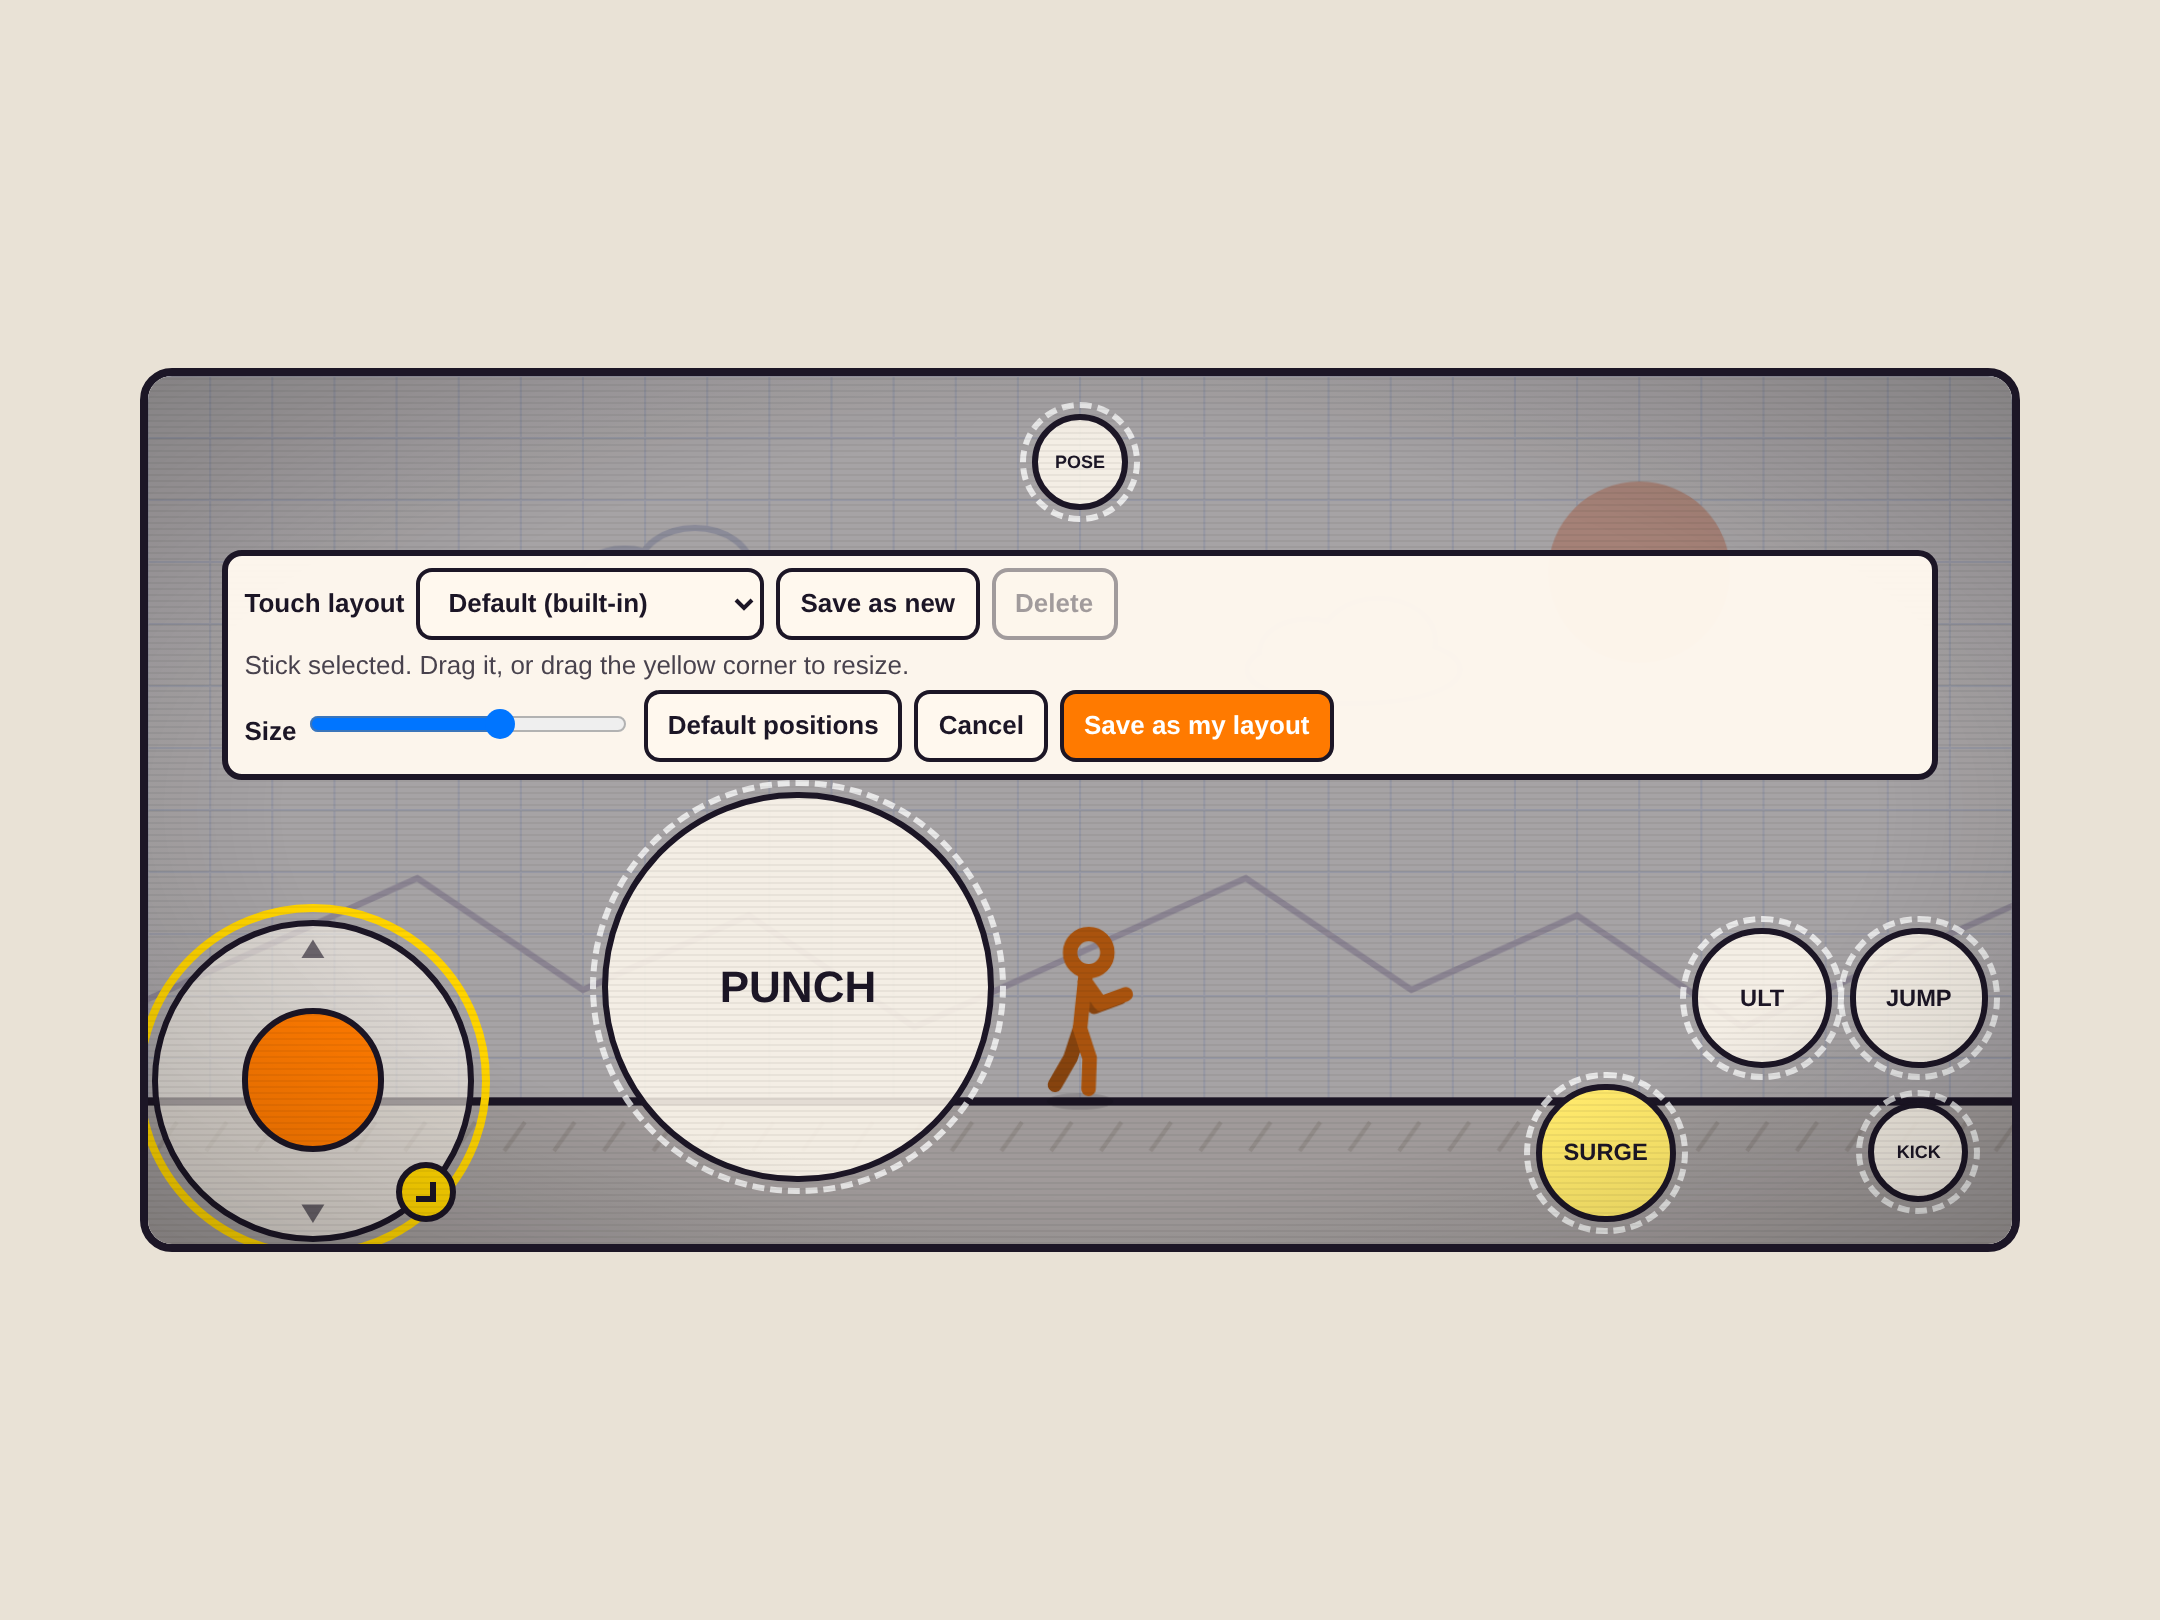 POSE
Touch layout Default (built-in) Save as new Delete
Stick selected. Drag it, or drag the yellow corner to resize.
Size Default positions Cancel Save as my layout
PUNCH
ULT JUMP
SURGE KICK